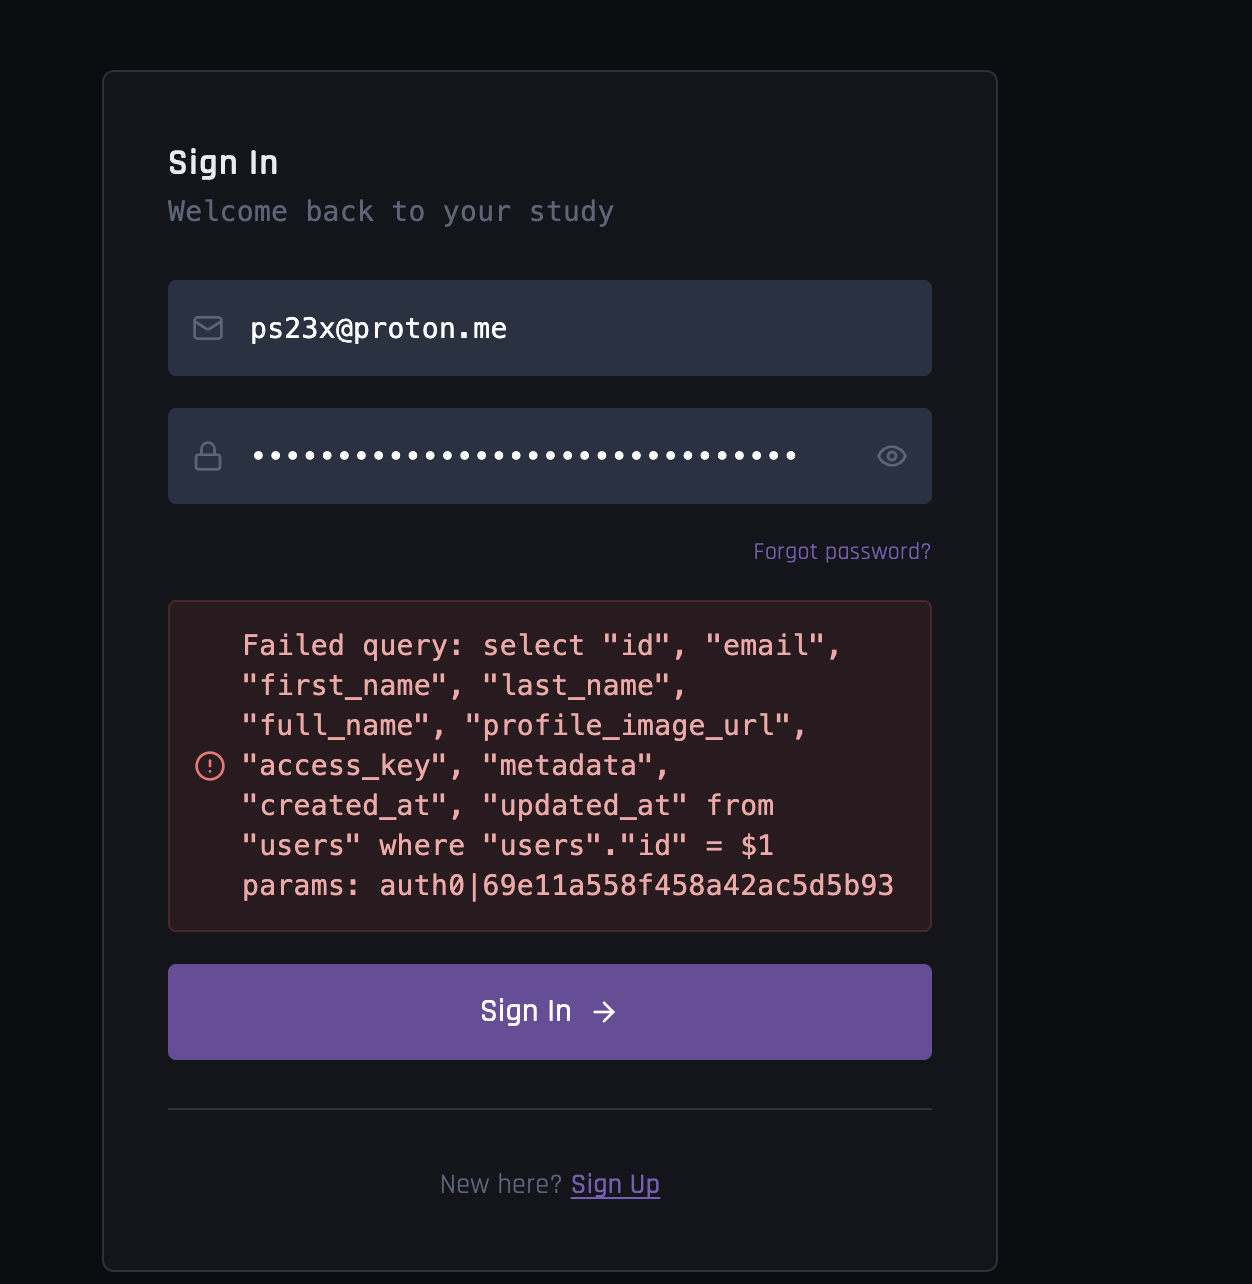 Sign In
Welcome back to your study
ps23x@proton.me
••••••••••••••••••••••••••••••••
Forgot password?
Failed query: select "id", "email",
"first_name", "last_name",
"full_name", "profile_image_url",
"access_key", "metadata",
"created_at", "updated_at" from
"users" where "users"."id" = $1
params: auth0|69e11a558f458a42ac5d5b93
Sign In →
New here? Sign Up